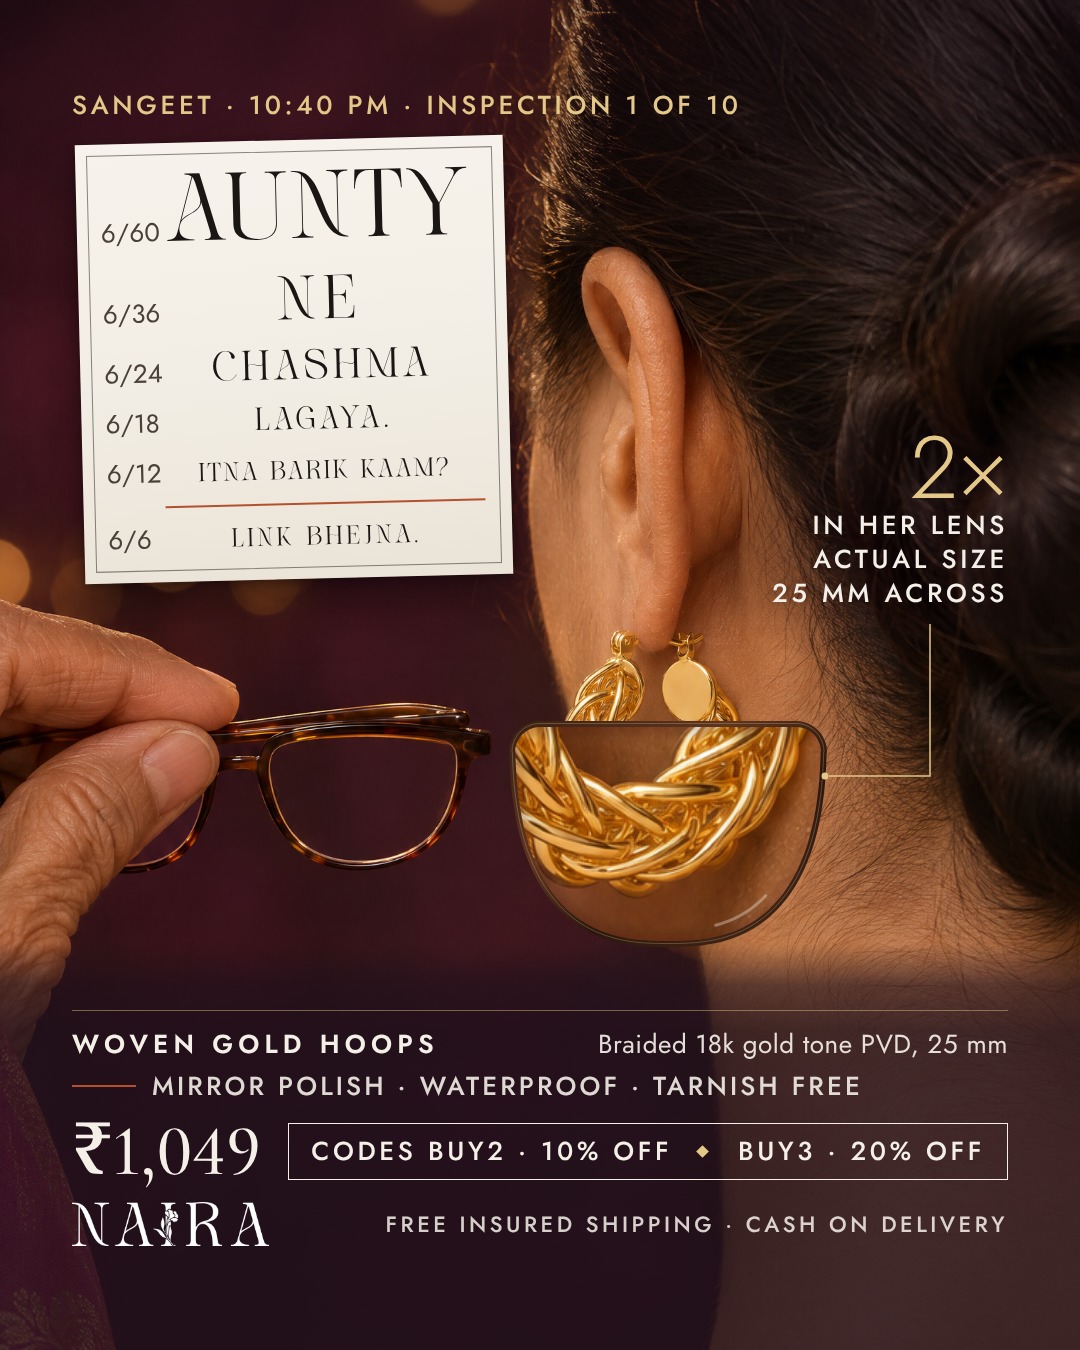 SANGEET · 10:40 PM · INSPECTION 1 OF 10
6/60 AUNTY
6/36 NE
6/24 CHASHMA
6/18 LAGAYA.
6/12 ITNA BARIK KAAM?
6/6 LINK BHEJNA.
2×
IN HER LENS
ACTUAL SIZE
25 MM ACROSS
WOVEN GOLD HOOPS
Braided 18k gold tone PVD, 25 mm
MIRROR POLISH · WATERPROOF · TARNISH FREE
₹1,049
CODES BUY2 · 10% OFF ◆ BUY3 · 20% OFF
NAIRA
FREE INSURED SHIPPING · CASH ON DELIVERY